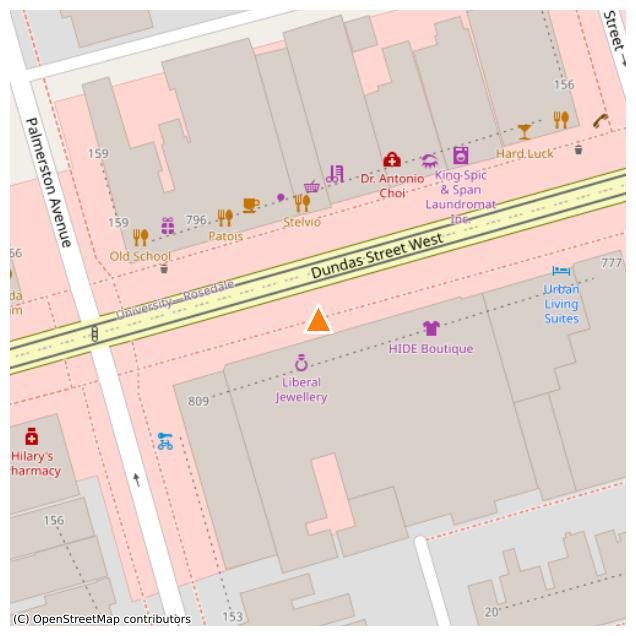 Street →
156
Palmerston Avenue
159
Hard Luck
Dr. Antonio
Choi
King Spic
& Span
Laundromat
Inc.
159
796
Patois
Stelvio
Old School
66
Dundas Street West
University—Rosedale
777
Urban
Living
Suites
HIDE Boutique
Liberal
Jewellery
809
Hilary's
harmacy
156
153
20
(C) OpenStreetMap contributors